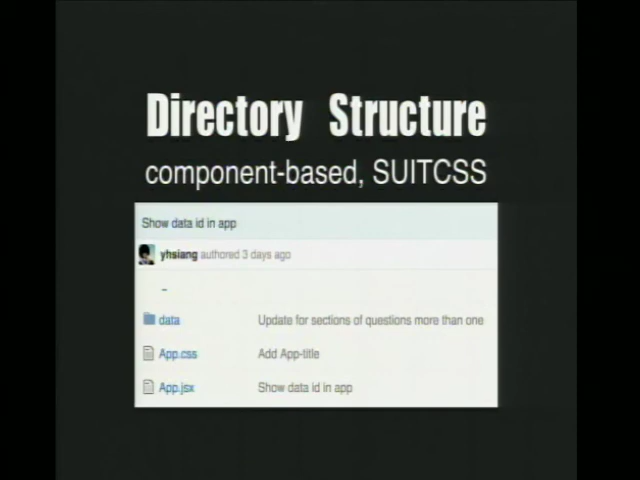 Directory Structure
component-based, SUITCSS
Show data id in app
yhsiang authored 3 days ago
..
data Update for sections of questions more than one
App.css Add App-title
App.jsx Show data id in app